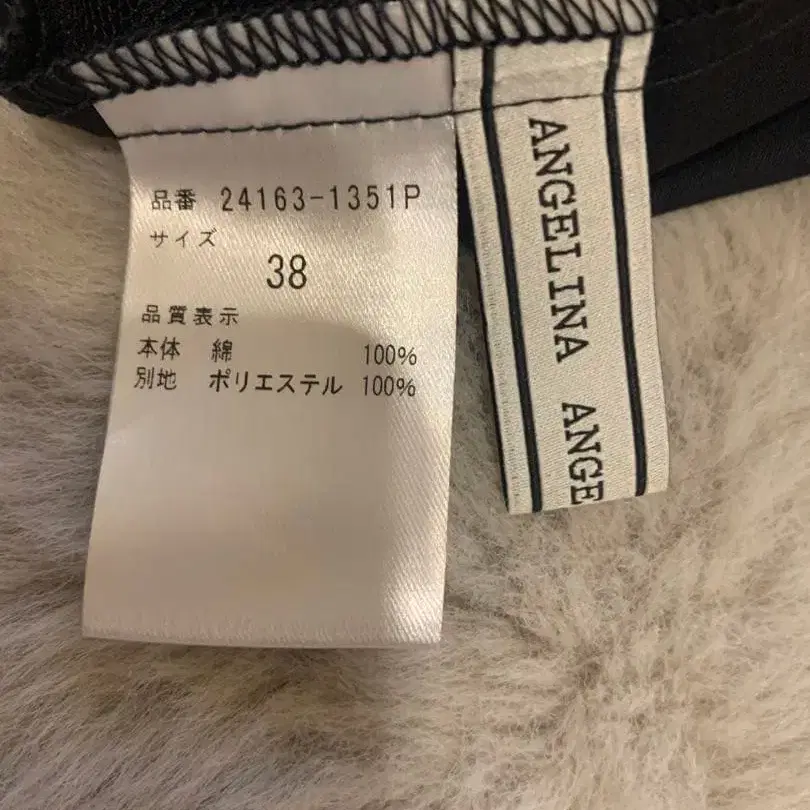 品番 24163-1351P
サイズ
38
品質表示
本体 綿 100%
別地 ポリエステル 100%
ANGELINA ANGE